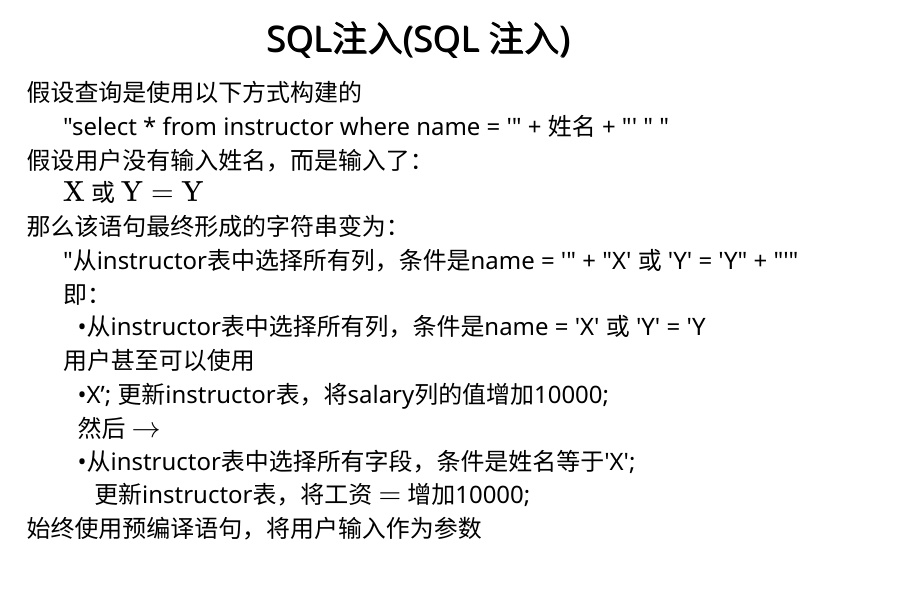 SQL注入(SQL 注入)
假设查询是使用以下方式构建的
"select * from instructor where name = '" + 姓名 + "' " "
假设用户没有输入姓名，而是输入了：
X 或 Y = Y
那么该语句最终形成的字符串变为：
"从instructor表中选择所有列，条件是name = '" + "X' 或 'Y' = 'Y" + "'"
即：
•从instructor表中选择所有列，条件是name = 'X' 或 'Y' = 'Y
用户甚至可以使用
•X’; 更新instructor表，将salary列的值增加10000;
然后 →
•从instructor表中选择所有字段，条件是姓名等于'X';
更新instructor表，将工资 = 增加10000;
始终使用预编译语句，将用户输入作为参数